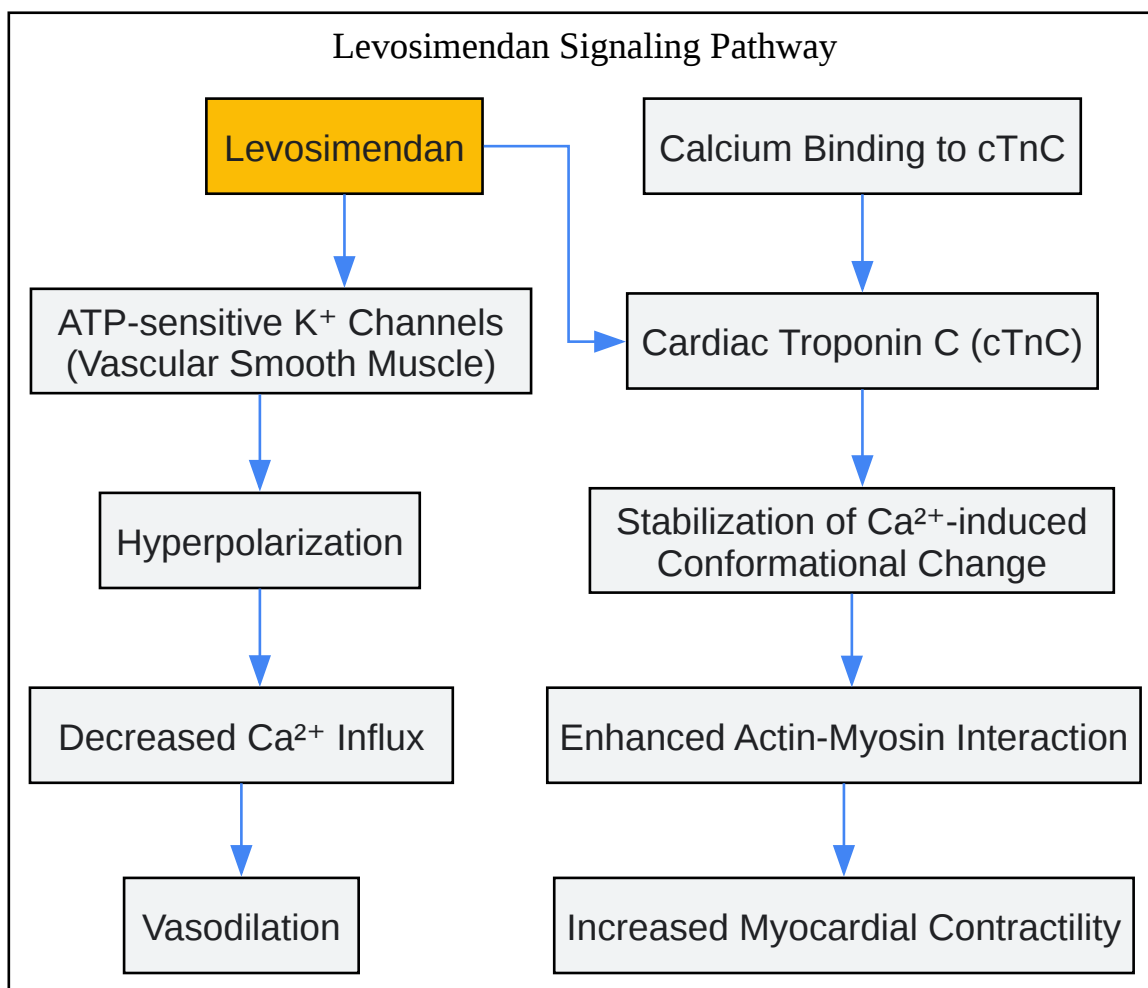 Levosimendan Signaling Pathway
Levosimendan
Calcium Binding to cTnC
ATP-sensitive K⁺ Channels
(Vascular Smooth Muscle)
Cardiac Troponin C (cTnC)
Hyperpolarization
Stabilization of Ca²⁺-induced
Conformational Change
Decreased Ca²⁺ Influx
Enhanced Actin-Myosin Interaction
Vasodilation
Increased Myocardial Contractility